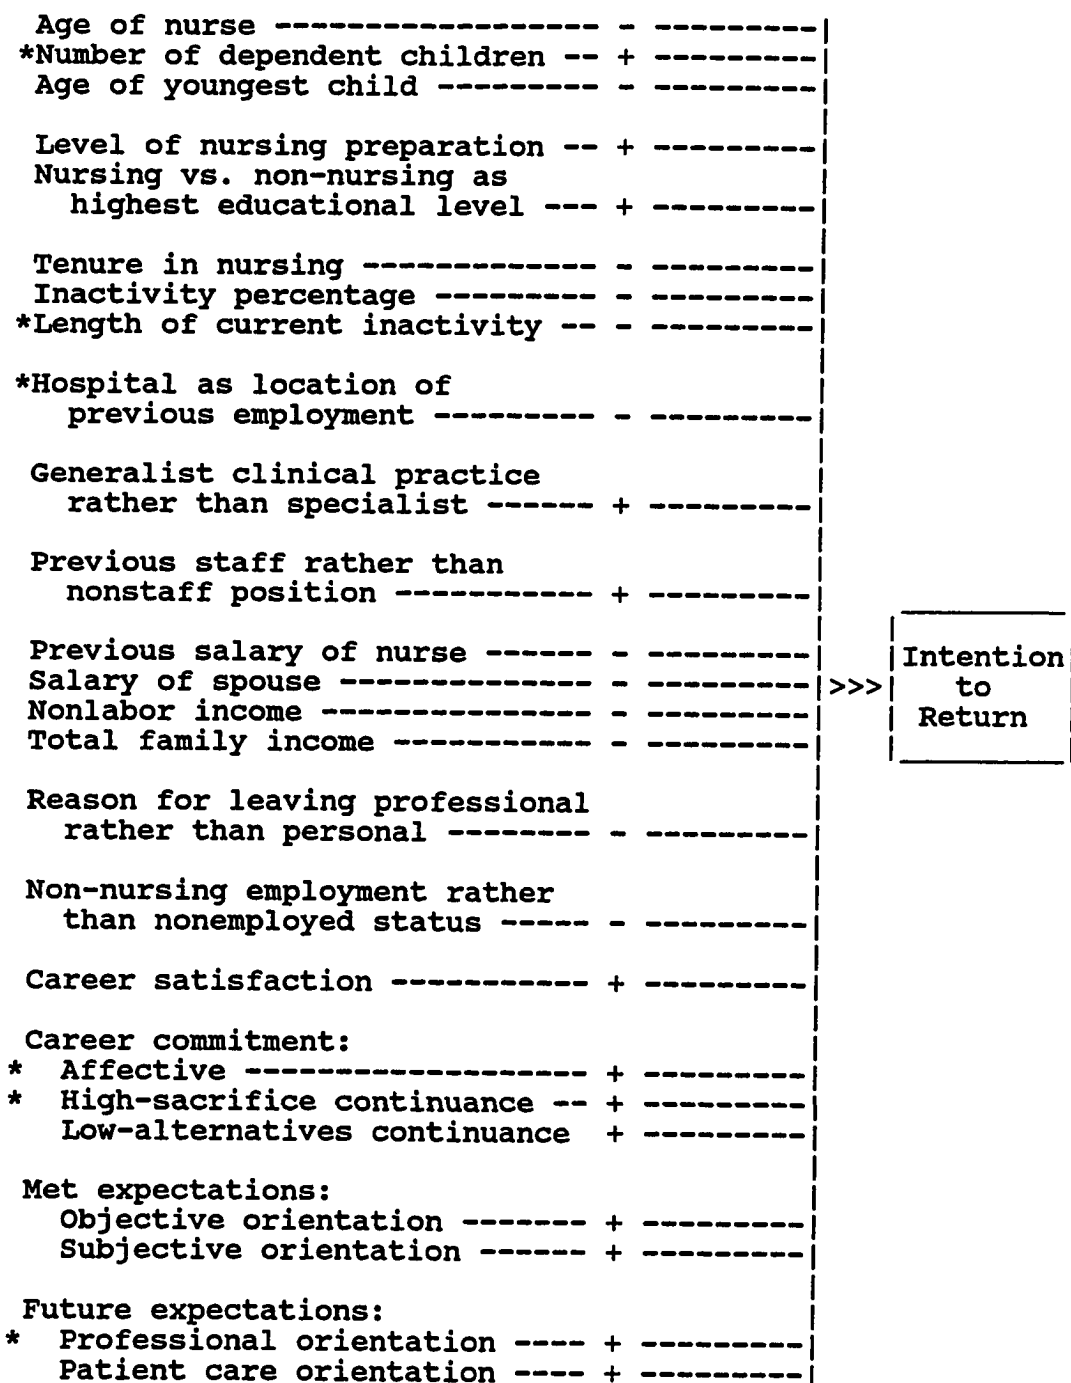 Age of nurse ------------------ - ---------|
*Number of dependent children -- + ---------|
Age of youngest child --------- - ---------|
Level of nursing preparation -- + ---------|
Nursing vs. non-nursing as
highest educational level --- + ---------|
Tenure in nursing ------------- - ---------|
Inactivity percentage --------- - ---------|
*Length of current inactivity -- - ---------|
*Hospital as location of
previous employment --------- - ---------|
Generalist clinical practice
rather than specialist ------ + ---------|
Previous staff rather than
nonstaff position ----------- + ---------|
Previous salary of nurse ------ - ---------|
Salary of spouse -------------- - ---------|>>>
Nonlabor income --------------- - ---------|
Total family income ----------- - ---------|
Intention
to
Return
Reason for leaving professional
rather than personal -------- - ---------|
Non-nursing employment rather
than nonemployed status ----- - ---------|
Career satisfaction ----------- + ---------|
Career commitment:
* Affective ------------------- + ---------|
* High-sacrifice continuance -- + ---------|
Low-alternatives continuance + ---------|
Met expectations:
Objective orientation ------- + ---------|
Subjective orientation ------ + ---------|
Future expectations:
* Professional orientation ---- + ---------|
Patient care orientation ---- + ---------|